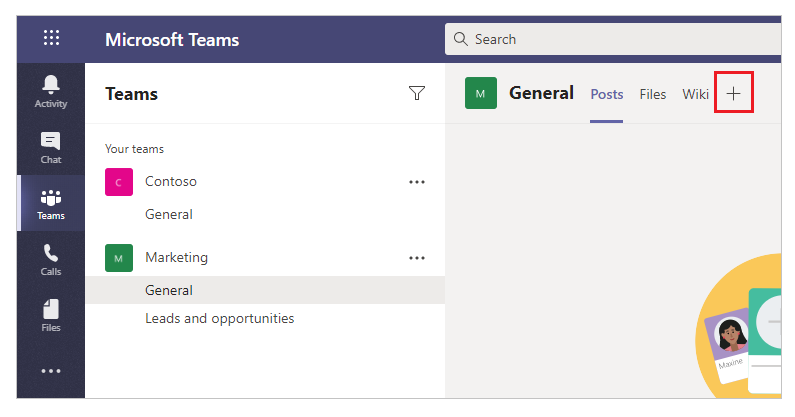 Microsoft Teams
Search
Activity
Chat
Teams
Calls
Files
Teams
Your teams
C
Contoso
General
M
Marketing
General
Leads and opportunities
M
General
Posts
Files
Wiki
Maxine